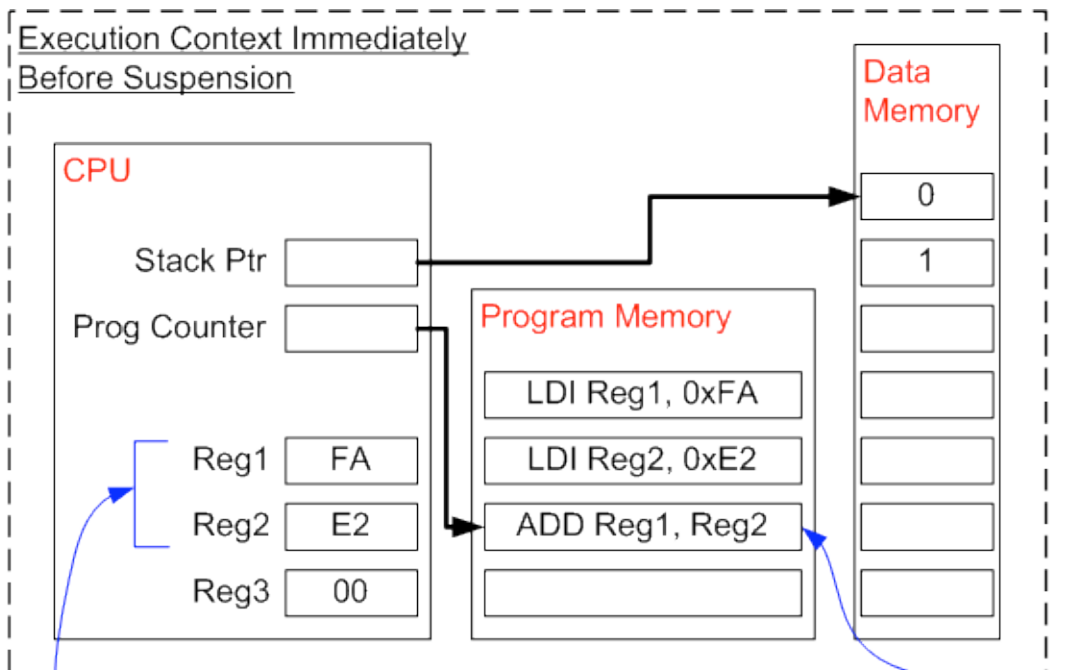 Execution Context Immediately
Before Suspension
Data
Memory
CPU
0
Stack Ptr
1
Prog Counter
Program Memory
LDI Reg1, 0xFA
Reg1 FA
LDI Reg2, 0xE2
Reg2 E2
ADD Reg1, Reg2
Reg3 00